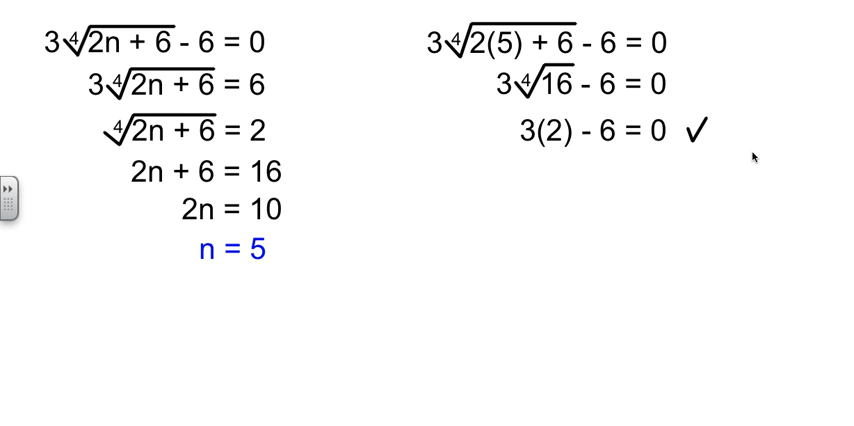 3∜(2n + 6) - 6 = 0
3∜(2n + 6) = 6
∜(2n + 6) = 2
2n + 6 = 16
2n = 10
n = 5
3∜(2(5) + 6) - 6 = 0
3∜16 - 6 = 0
3(2) - 6 = 0 ✓